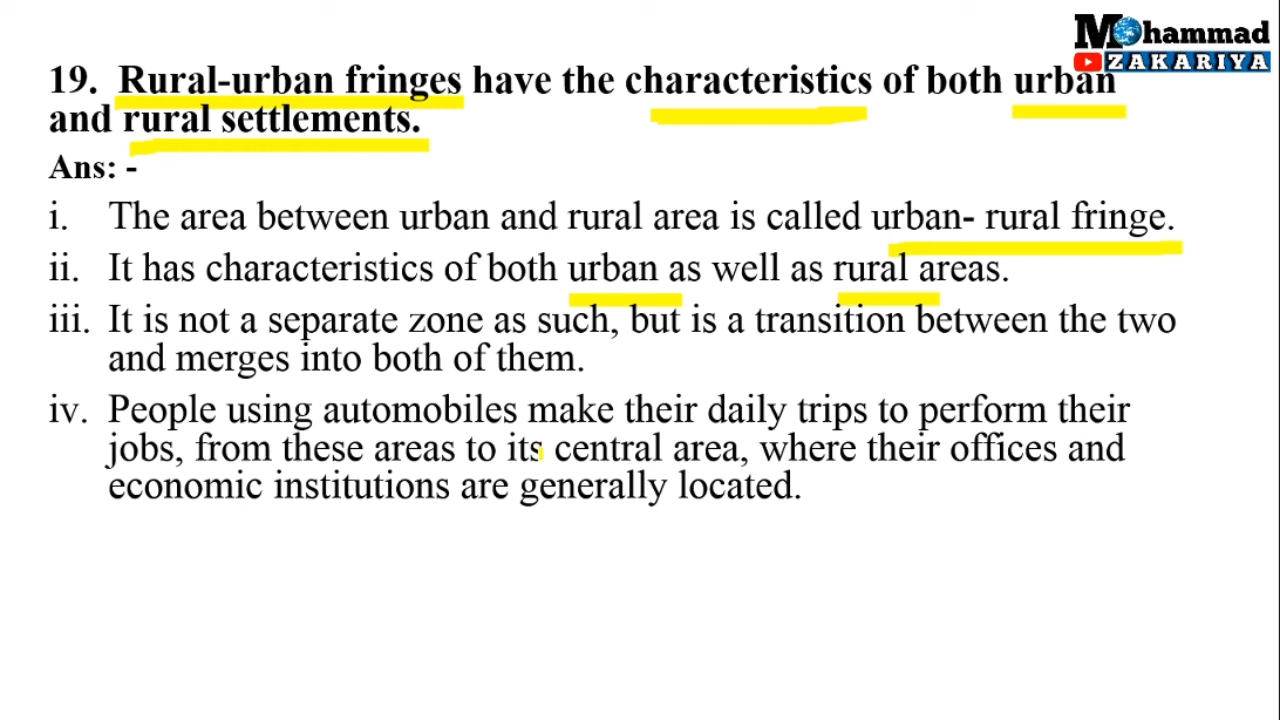 Mohammad
ZAKARIYA
19. Rural-urban fringes have the characteristics of both urban
and rural settlements.
Ans: -
i. The area between urban and rural area is called urban- rural fringe.
ii. It has characteristics of both urban as well as rural areas.
iii. It is not a separate zone as such, but is a transition between the two
and merges into both of them.
iv. People using automobiles make their daily trips to perform their
jobs, from these areas to its central area, where their offices and
economic institutions are generally located.